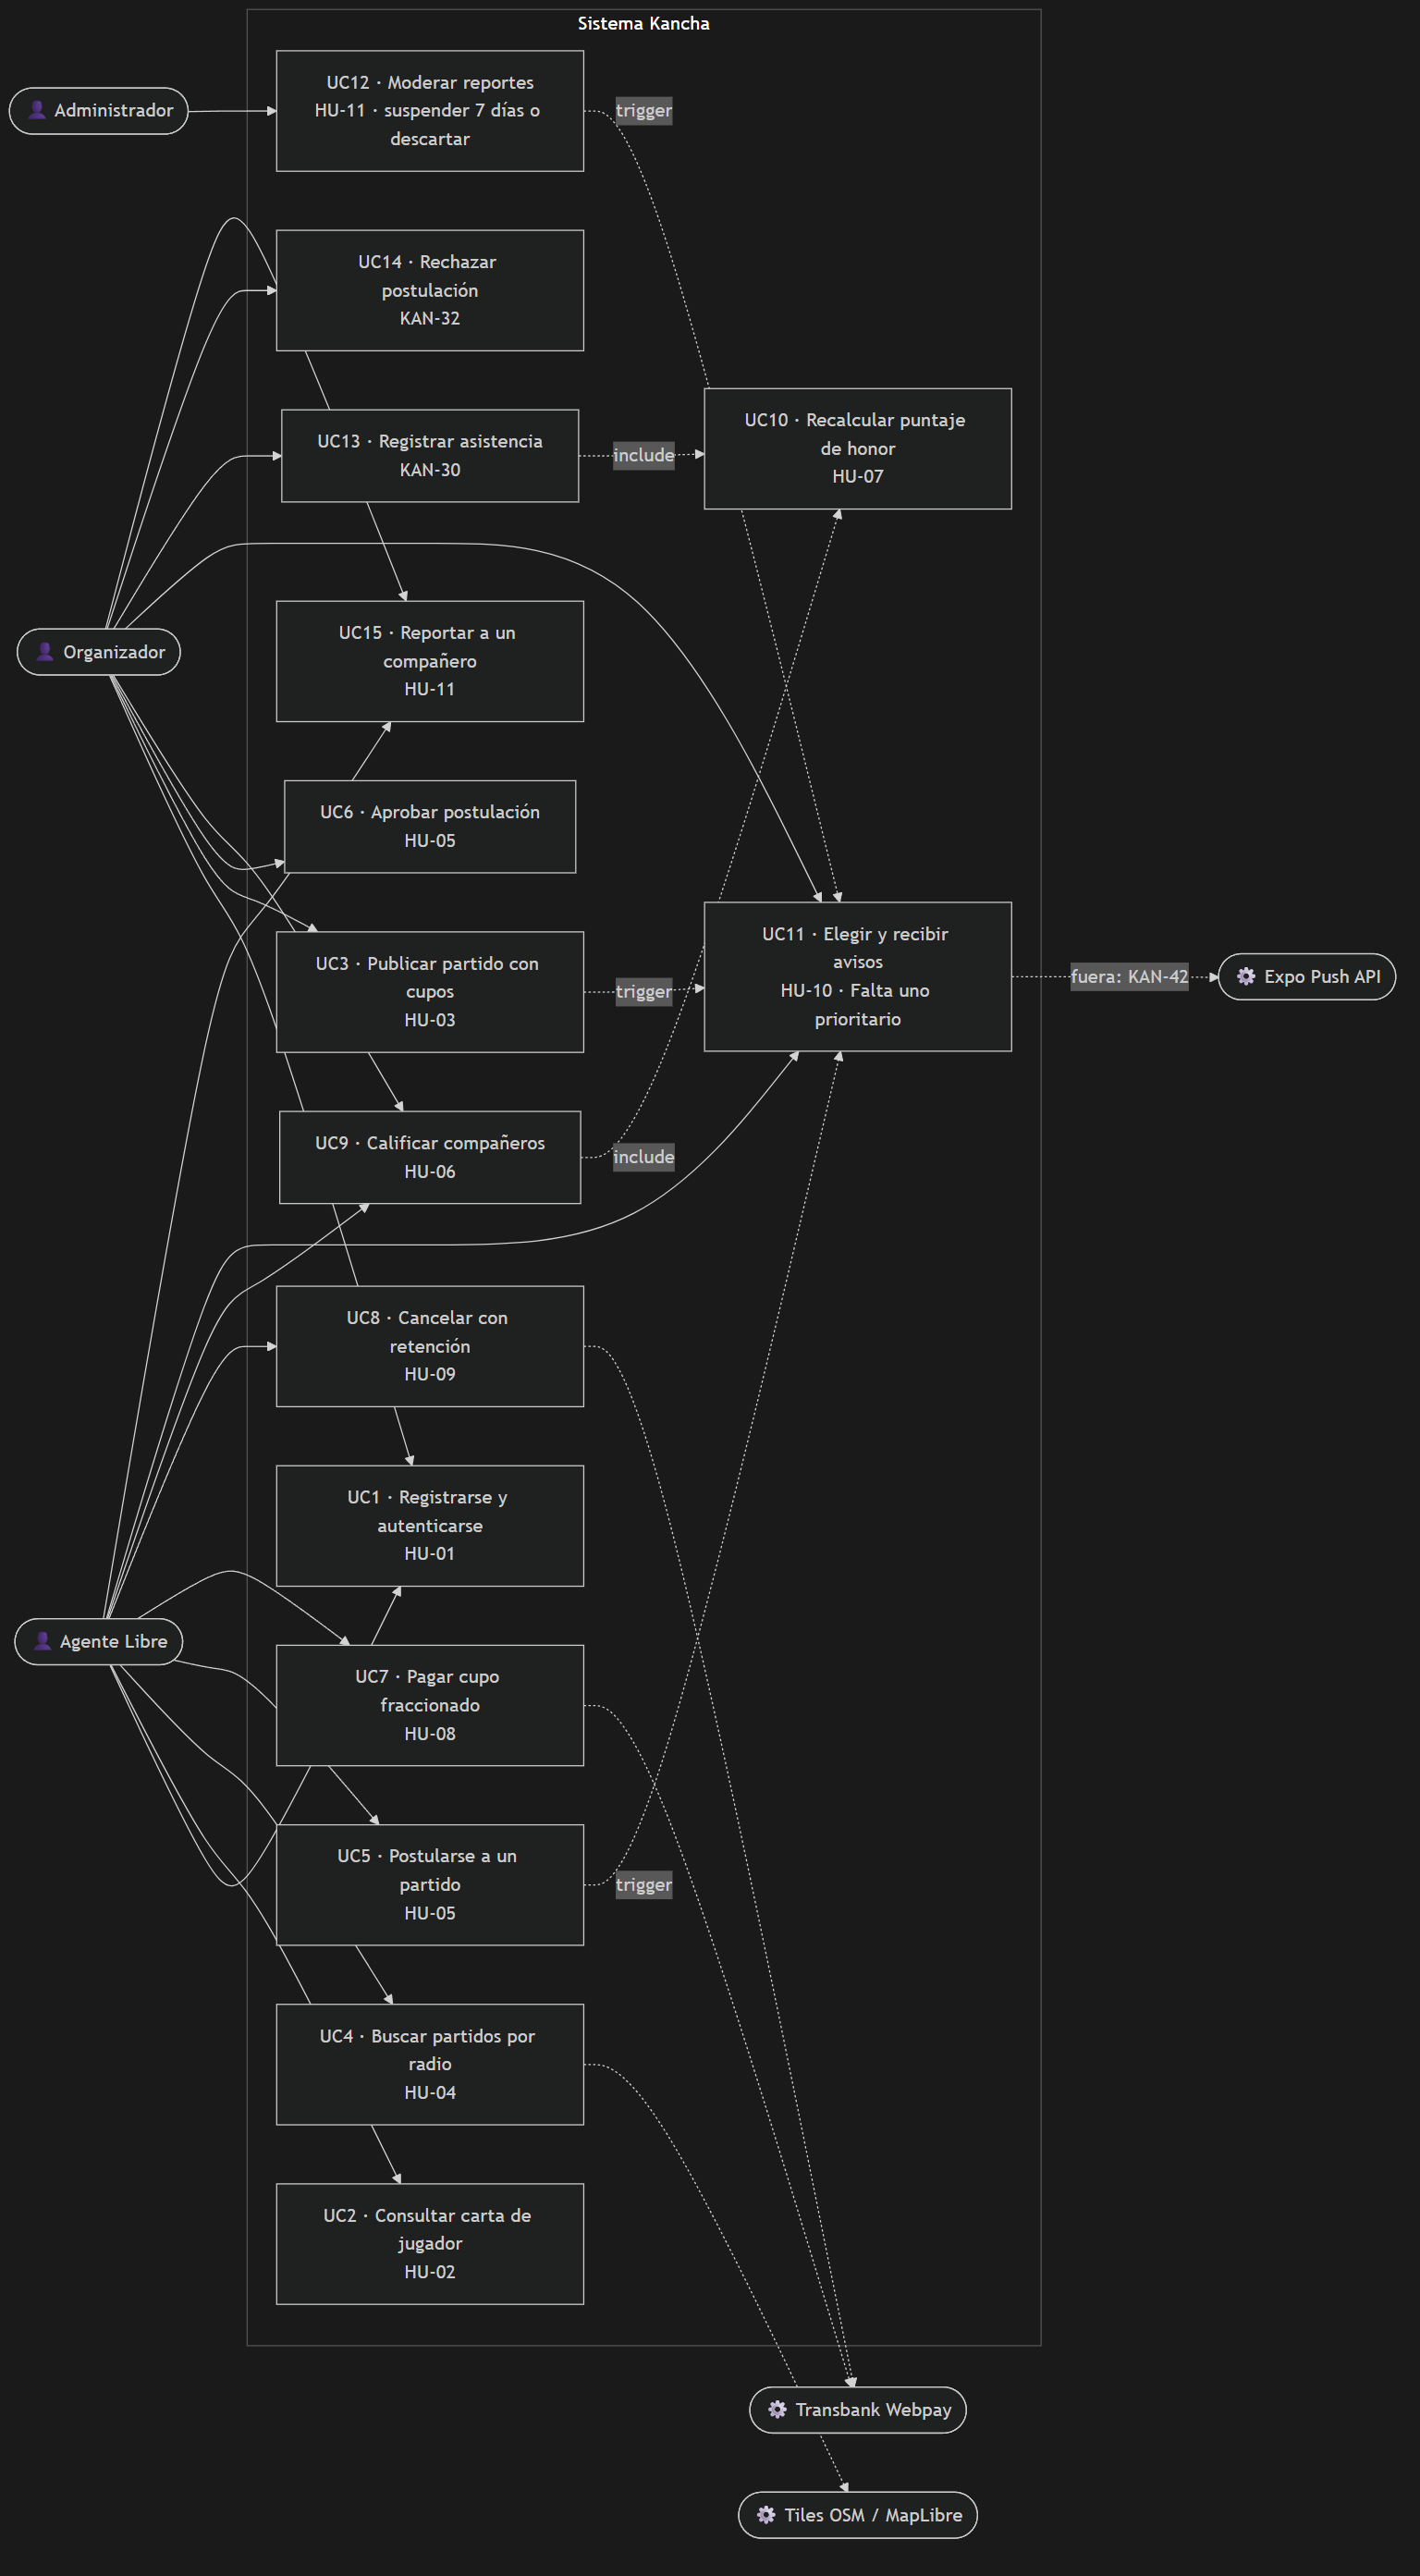 Sistema Kancha
Administrador
UC12 · Moderar reportes
HU-11 · suspender 7 días o
descartar
trigger
UC14 · Rechazar
postulación
KAN-32
UC10 · Recalcular puntaje
de honor
HU-07
UC13 · Registrar asistencia
KAN-30
include
Organizador
UC15 · Reportar a un
compañero
HU-11
UC6 · Aprobar postulación
HU-05
UC3 · Publicar partido con
cupos
HU-03
trigger
UC11 · Elegir y recibir
avisos
HU-10 · Falta uno
prioritario
fuera: KAN-42
Expo Push API
UC9 · Calificar compañeros
HU-06
include
UC8 · Cancelar con
retención
HU-09
UC1 · Registrarse y
autenticarse
HU-01
Agente Libre
UC7 · Pagar cupo
fraccionado
HU-08
UC5 · Postularse a un
partido
HU-05
trigger
UC4 · Buscar partidos por
radio
HU-04
UC2 · Consultar carta de
jugador
HU-02
Transbank Webpay
Tiles OSM / MapLibre